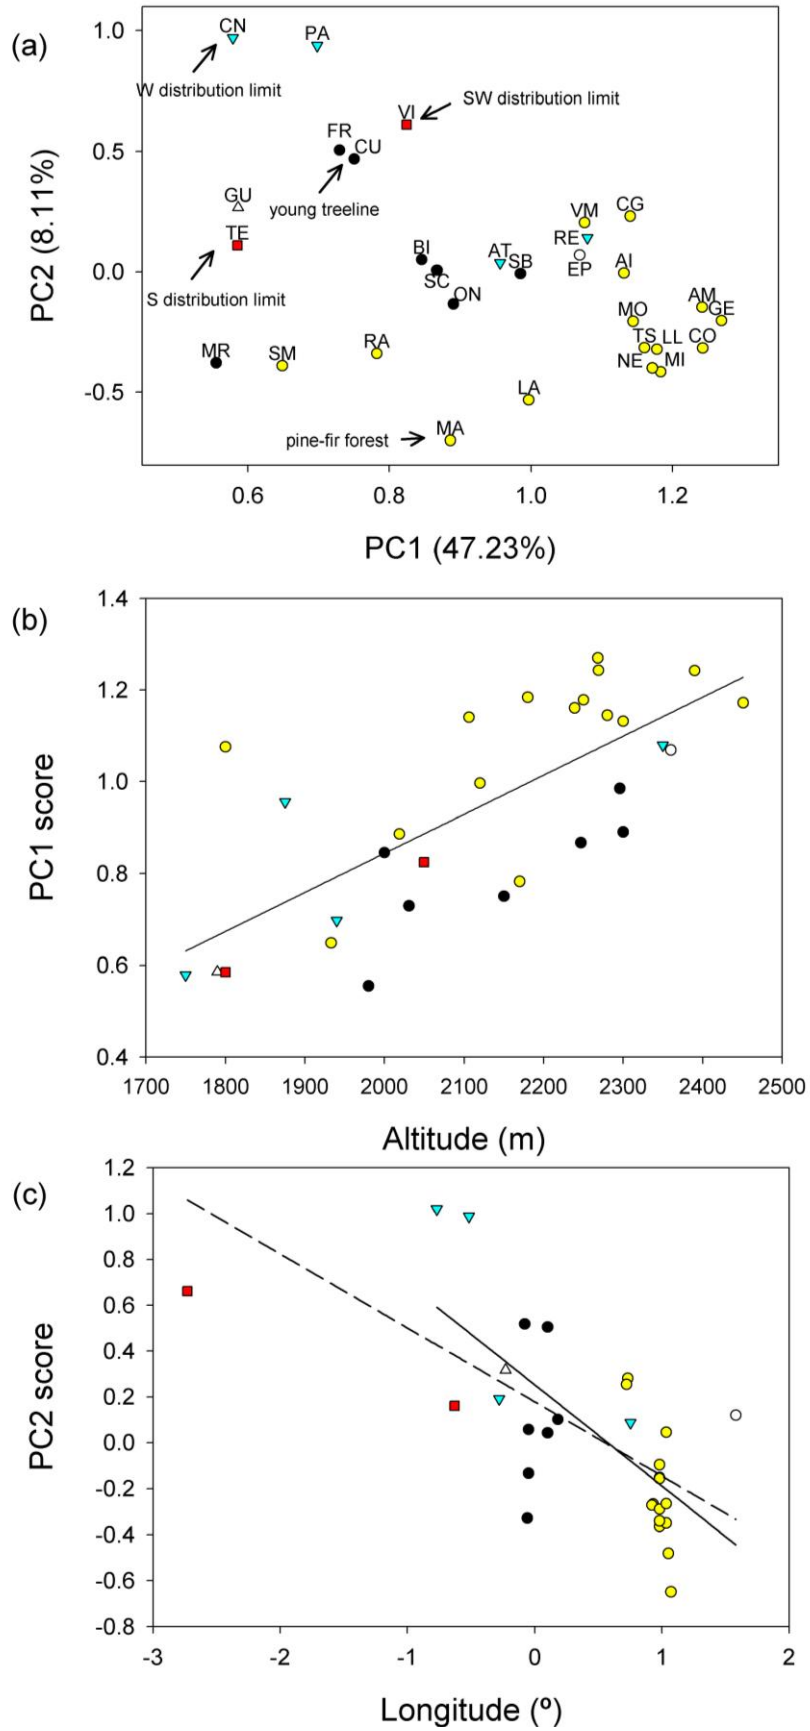 (a)
1.0
0.5
0.0
-0.5
PC2 (8.11%)
CN
PA
W distribution limit
VI
SW distribution limit
FR
CU
young treeline
GU
TE
S distribution limit
VM
CG
RE
EP
BI
AT
SB
SC
AI
ON
MO
AM
GE
TS
LL
CO
NE
MI
MR
SM
RA
LA
MA
pine-fir forest
0.6
0.8
1.0
1.2
PC1 (47.23%)
(b)
1.4
1.2
1.0
0.8
0.6
0.4
PC1 score
1700
1800
1900
2000
2100
2200
2300
2400
2500
Altitude (m)
(c)
1.2
1.0
0.8
0.6
0.4
0.2
0.0
-0.2
-0.4
-0.6
-0.8
PC2 score
-3
-2
-1
0
1
2
Longitude (º)